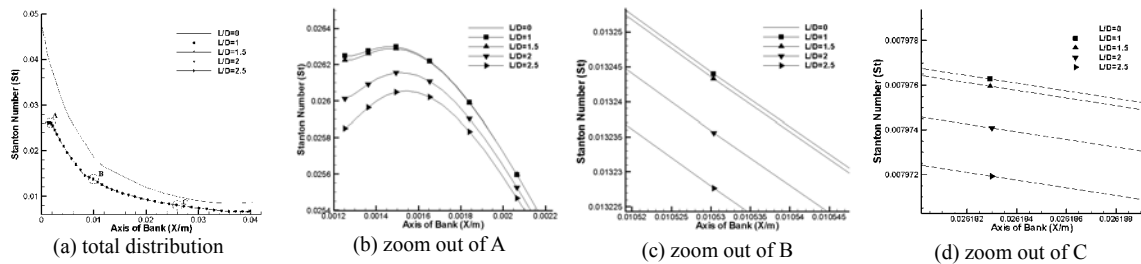 Stanton Number (St)
0.05
0.04
0.03
0.02
0.01
0
0.01
0.02
0.03
0.04
Axis of Bank (X/m)
L/D=0
L/D=1
L/D=1.5
L/D=2
L/D=2.5
A
B
C
(a) total distribution
Stanton Number (St)
0.0264
0.0262
0.026
0.0258
0.0256
0.0254
0.0012
0.0014
0.0016
0.0018
0.002
0.0022
Axis of Bank (X/m)
L/D=0
L/D=1
L/D=1.5
L/D=2
L/D=2.5
(b) zoom out of A
Stanton Number (St)
0.01325
0.013245
0.01324
0.013235
0.01323
0.013225
0.01052
0.010525
0.01053
0.010535
0.01054
0.010545
Axis of Bank (X/m)
L/D=0
L/D=1
L/D=1.5
L/D=2
L/D=2.5
(c) zoom out of B
Stanton Number (St)
0.007978
0.007976
0.007974
0.007972
0.026192
0.026194
0.026196
0.026198
Axis of Bank (X/m)
L/D=0
L/D=1
L/D=1.5
L/D=2
L/D=2.5
(d) zoom out of C